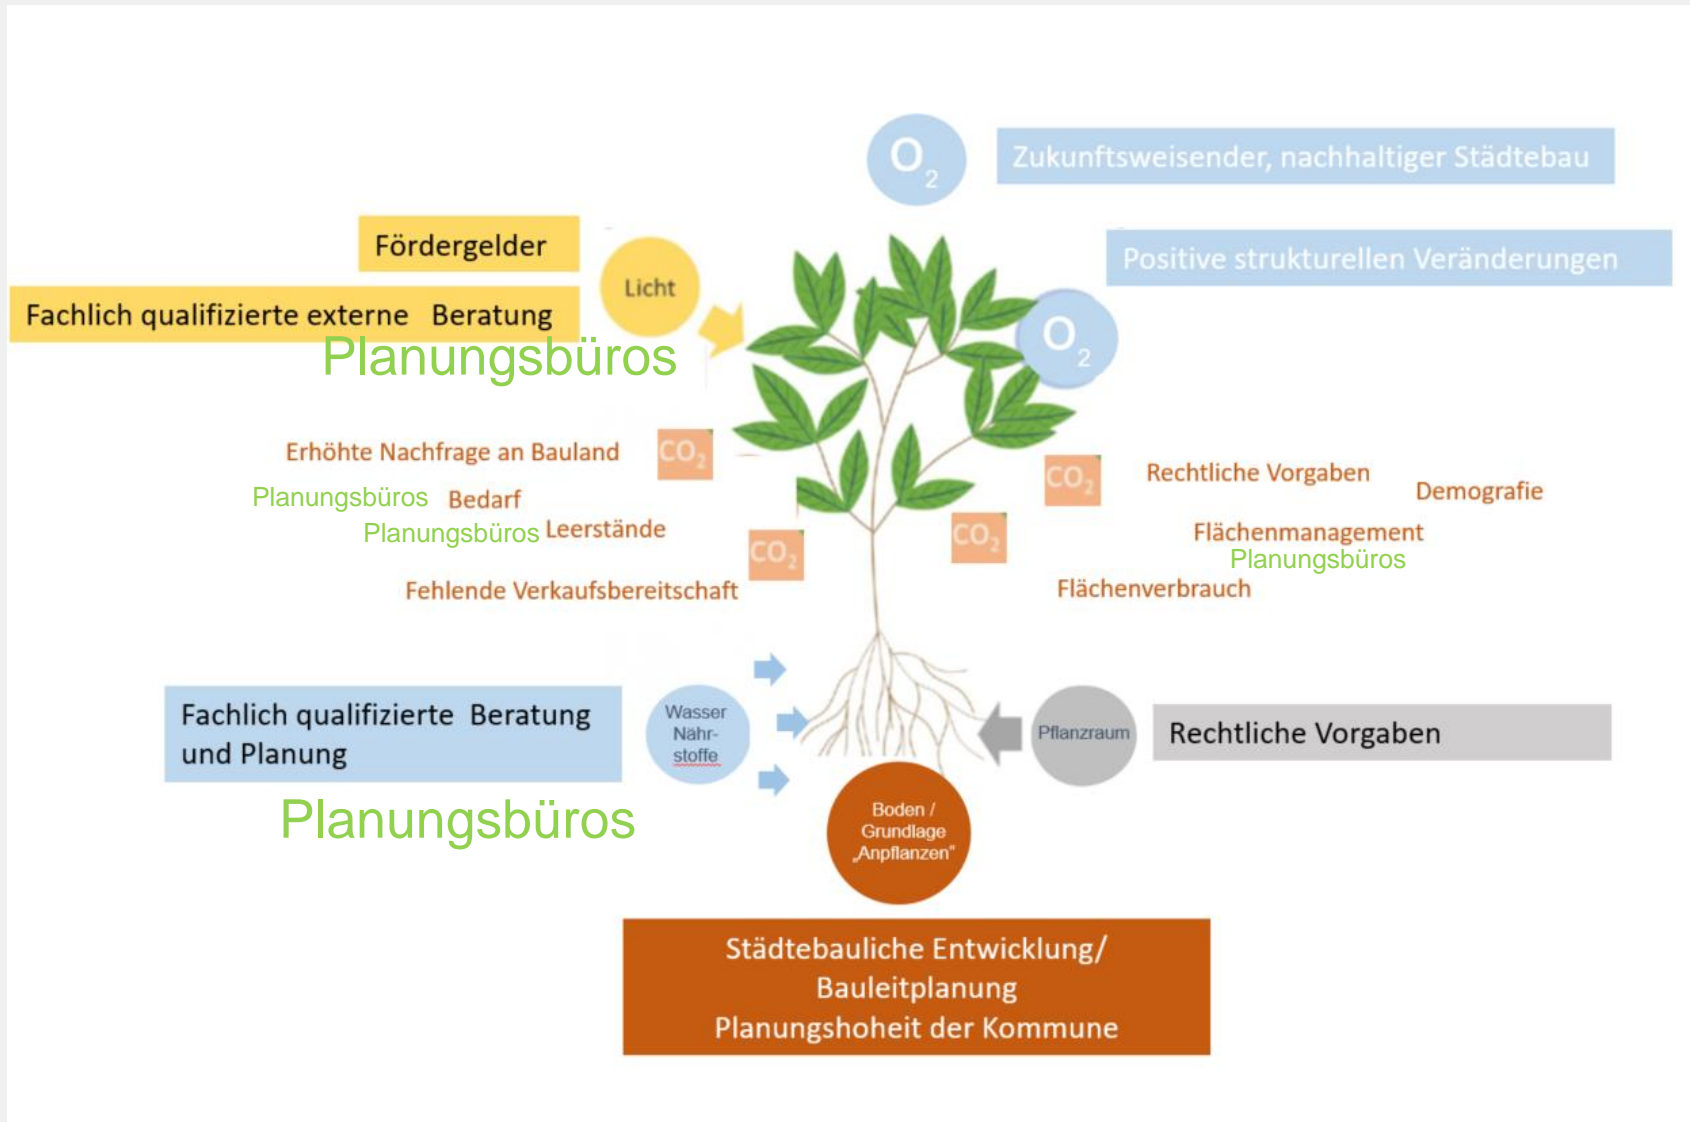 O2
Zukunftsweisender, nachhaltiger Städtebau
Fördergelder
Licht
Positive strukturellen Veränderungen
Fachlich qualifizierte externe Beratung
Planungsbüros
O2
Erhöhte Nachfrage an Bauland
CO2
Planungsbüros Bedarf
Planungsbüros Leerstände
CO2
Fehlende Verkaufsbereitschaft
CO2
Rechtliche Vorgaben
Demografie
CO2
Flächenmanagement
Planungsbüros
Flächenverbrauch
Fachlich qualifizierte Beratung
und Planung
Wasser
Nähr-
stoffe
Planungsbüros
Pflanzraum
Rechtliche Vorgaben
Boden /
Grundlage
„Anpflanzen“
Städtebauliche Entwicklung/
Bauleitplanung
Planungshoheit der Kommune